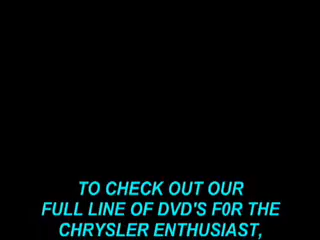 TO CHECK OUT OUR
FULL LINE OF DVD'S F0R THE
CHRYSLER ENTHUSIAST,